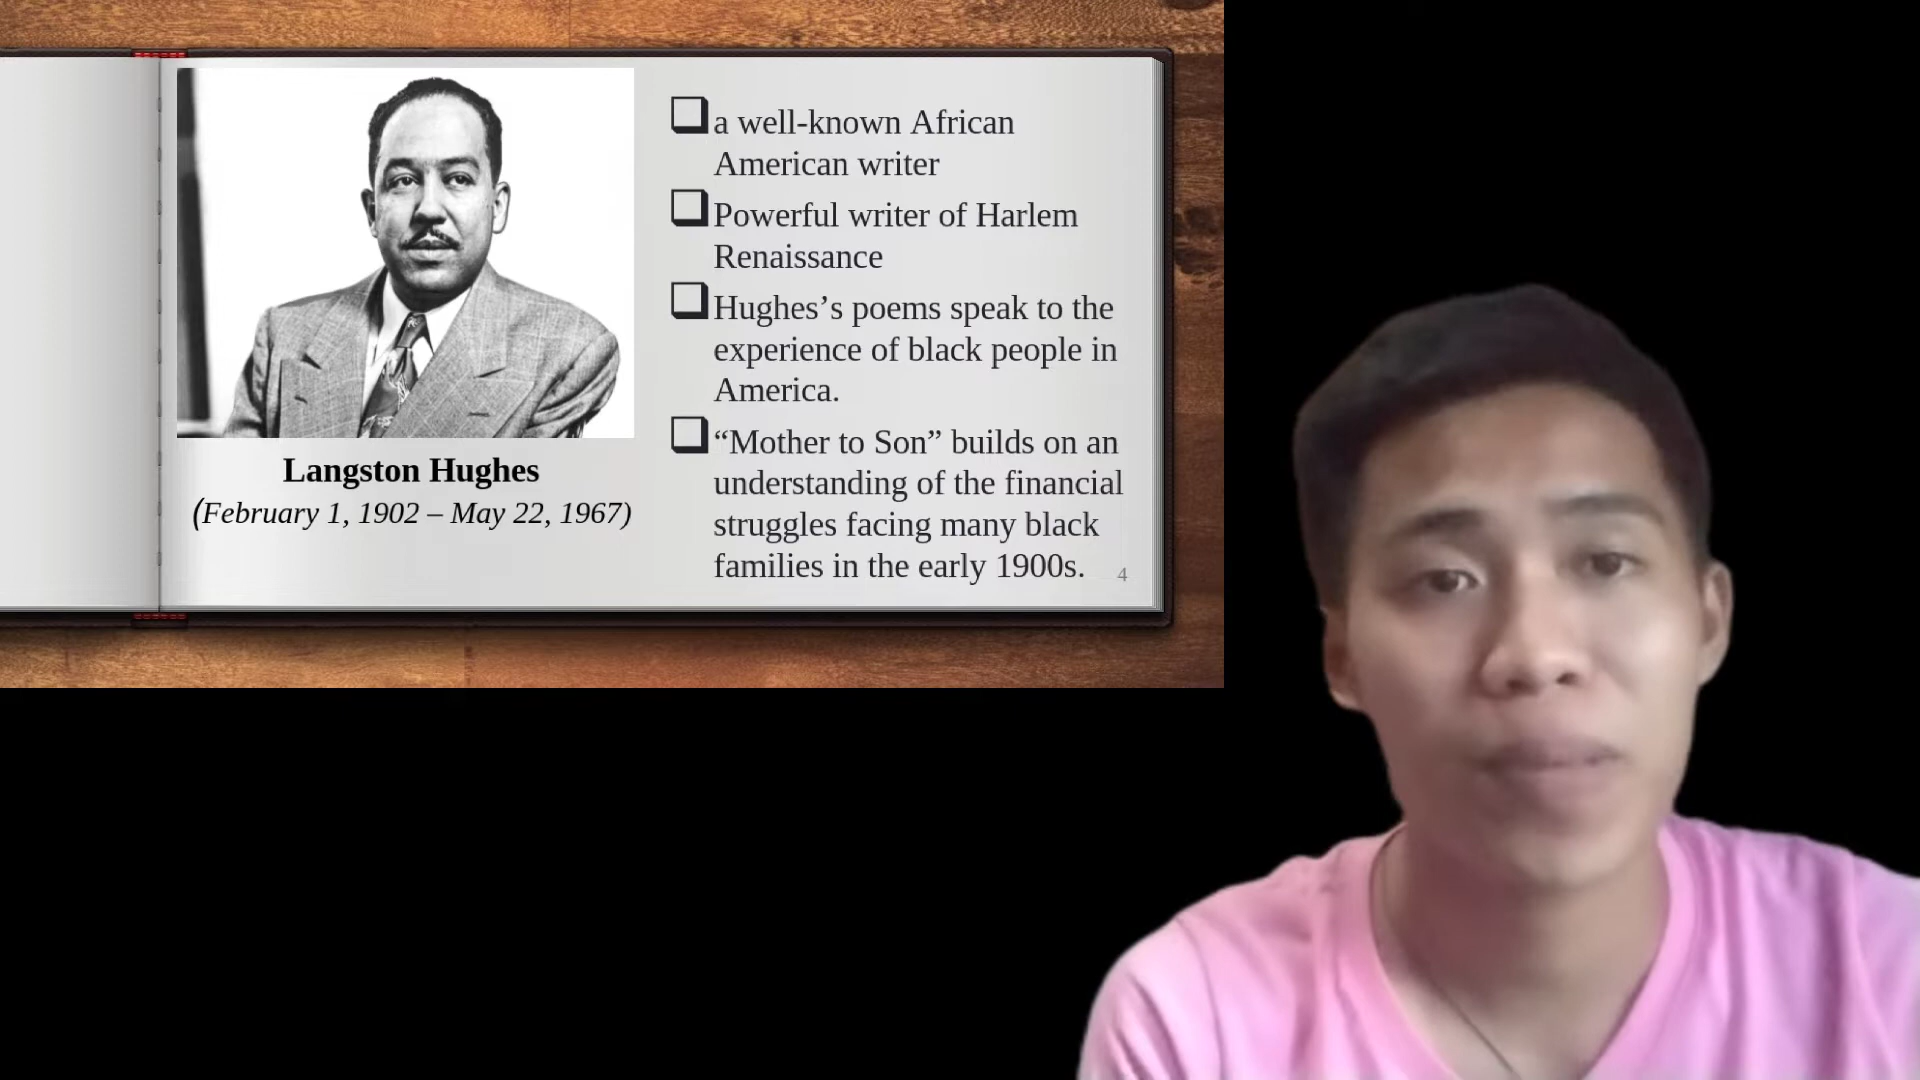 Langston Hughes
(February 1, 1902 – May 22, 1967)
a well-known African
American writer
Powerful writer of Harlem
Renaissance
Hughes’s poems speak to the
experience of black people in
America.
“Mother to Son” builds on an
understanding of the financial
struggles facing many black
families in the early 1900s.
4